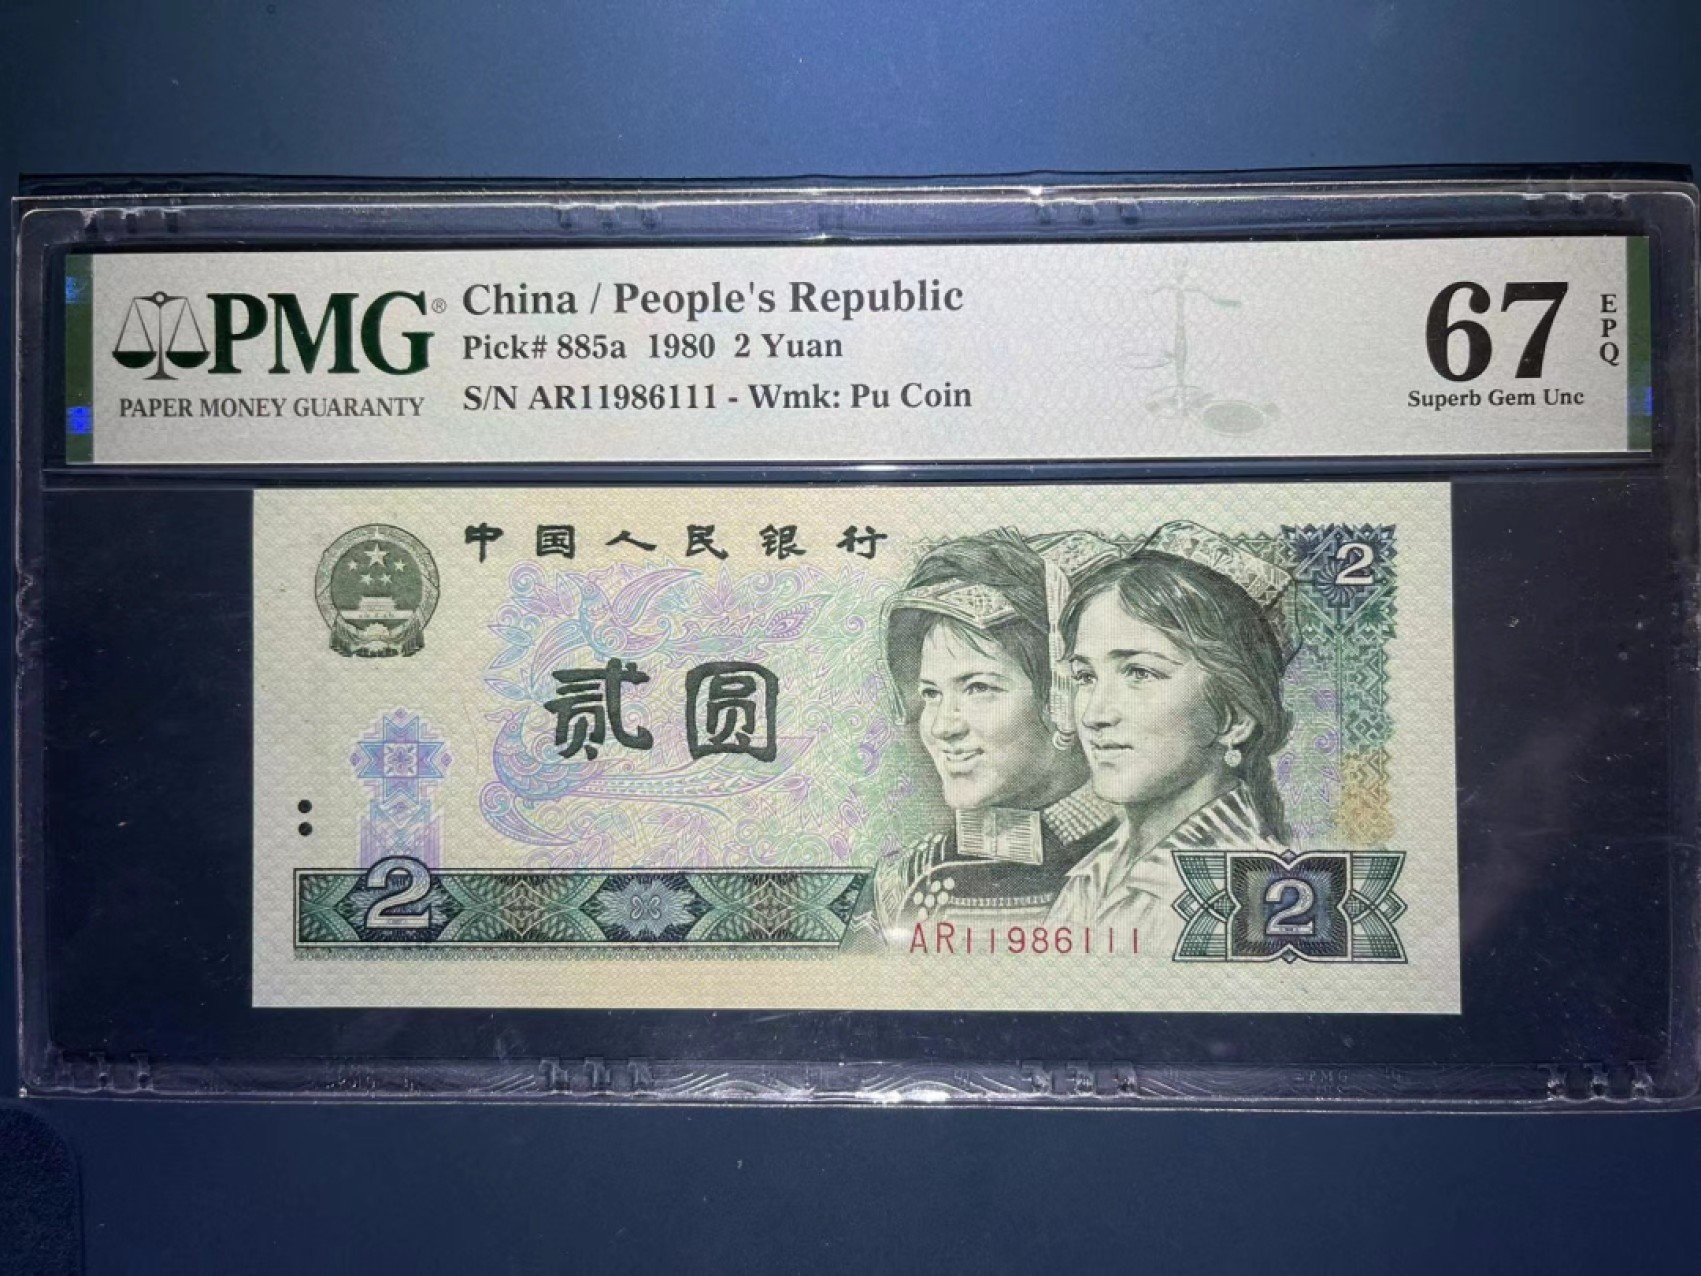 PMG®
PAPER MONEY GUARANTY
China / People's Republic
Pick# 885a 1980 2 Yuan
S/N AR11986111 - Wmk: Pu Coin
67
EPQ
Superb Gem Unc
中国人民银行
2
贰圆
2
AR11986111
2
PMG